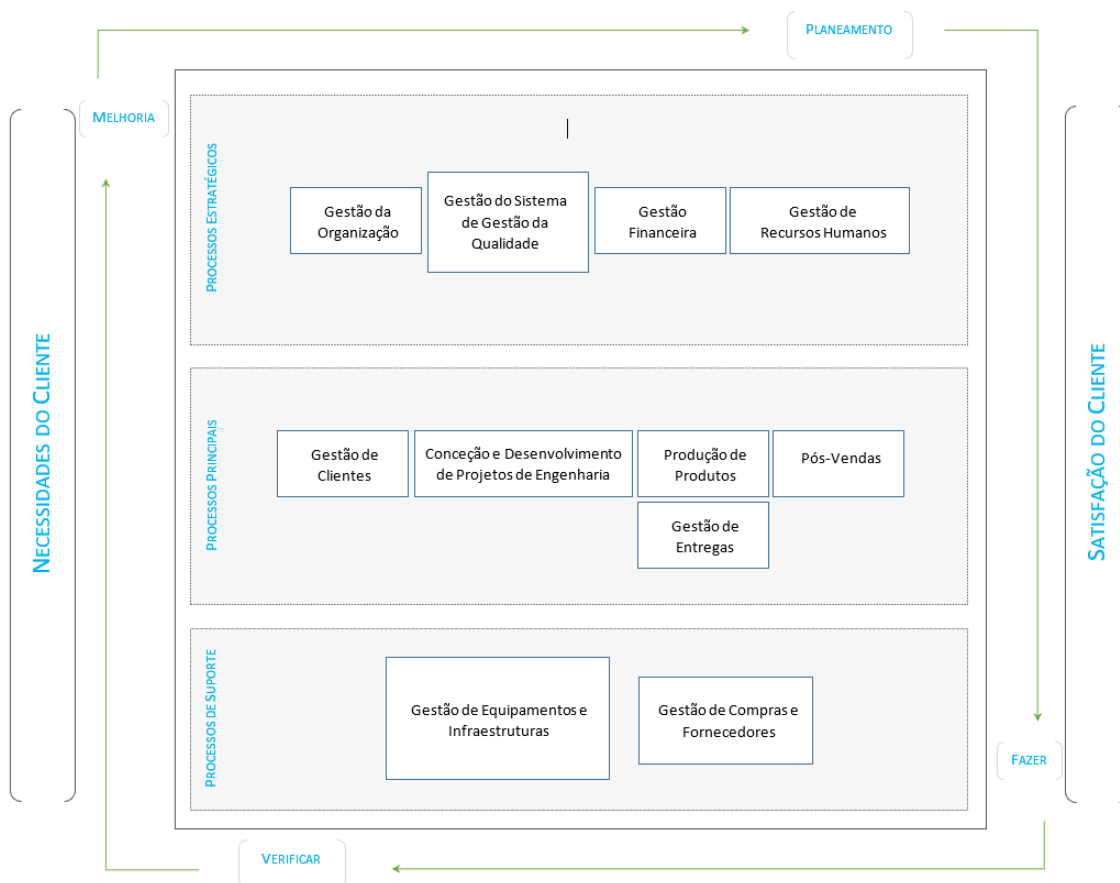 PLANEAMENTO
MELHORIA
NECESSIDADES DO CLIENTE
PROCESSOS ESTRATÉGICOS
Gestão da
Organização
Gestão do Sistema
de Gestão da
Qualidade
Gestão
Financeira
Gestão de
Recursos Humanos
PROCESSOS PRINCIPAIS
Gestão de
Clientes
Conceção e Desenvolvimento
de Projetos de Engenharia
Produção de
Produtos
Pós-Vendas
Gestão de
Entregas
PROCESSOS DE SUPORTE
Gestão de Equipamentos e
Infraestruturas
Gestão de Compras e
Fornecedores
SATISFAÇÃO DO CLIENTE
FAZER
VERIFICAR